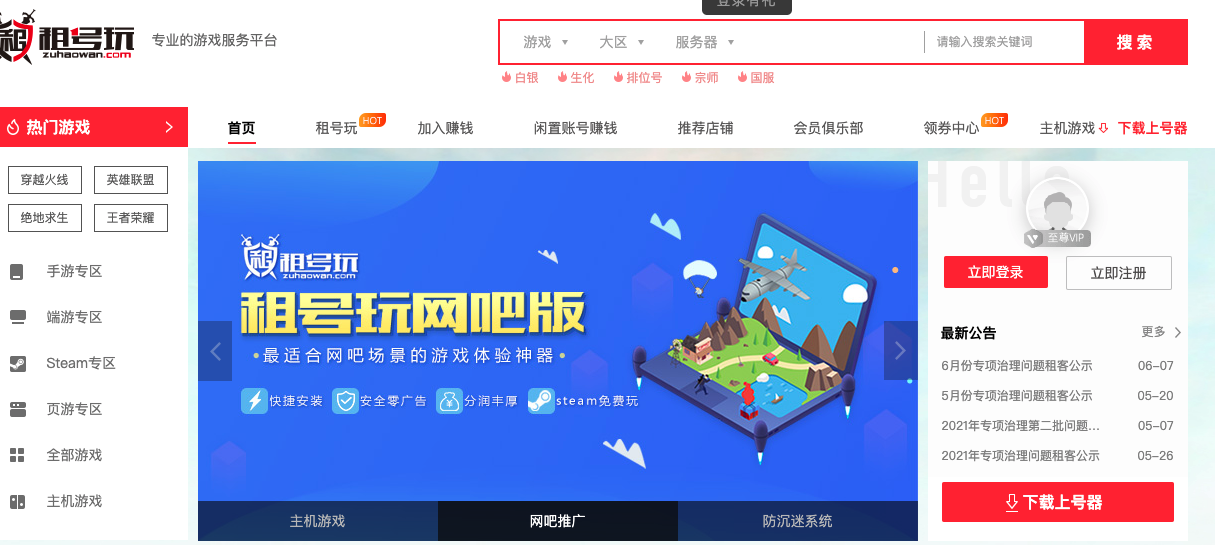 登录有礼
租号玩
zuhaowan.com
专业的游戏服务平台
游戏 大区 服务器 请输入搜索关键词 搜索
白银 生化 排位号 宗师 国服
热门游戏
首页 租号玩 HOT 加入赚钱 闲置账号赚钱 推荐店铺 会员俱乐部 领券中心 HOT 主机游戏 下载上号器
穿越火线 英雄联盟
绝地求生 王者荣耀
手游专区
端游专区
Steam专区
页游专区
全部游戏
主机游戏
租号玩
zuhaowan.com
租号玩网吧版
•最适合网吧场景的游戏体验神器•
快捷安装 安全零广告 分润丰厚 steam免费玩
主机游戏 网吧推广 防沉迷系统
Hello
至尊VIP
立即登录 立即注册
最新公告 更多
6月份专项治理问题租客公示 06-07
5月份专项治理问题租客公示 05-20
2021年专项治理第二批问题... 05-07
2021年专项治理问题租客公示 05-26
下载上号器